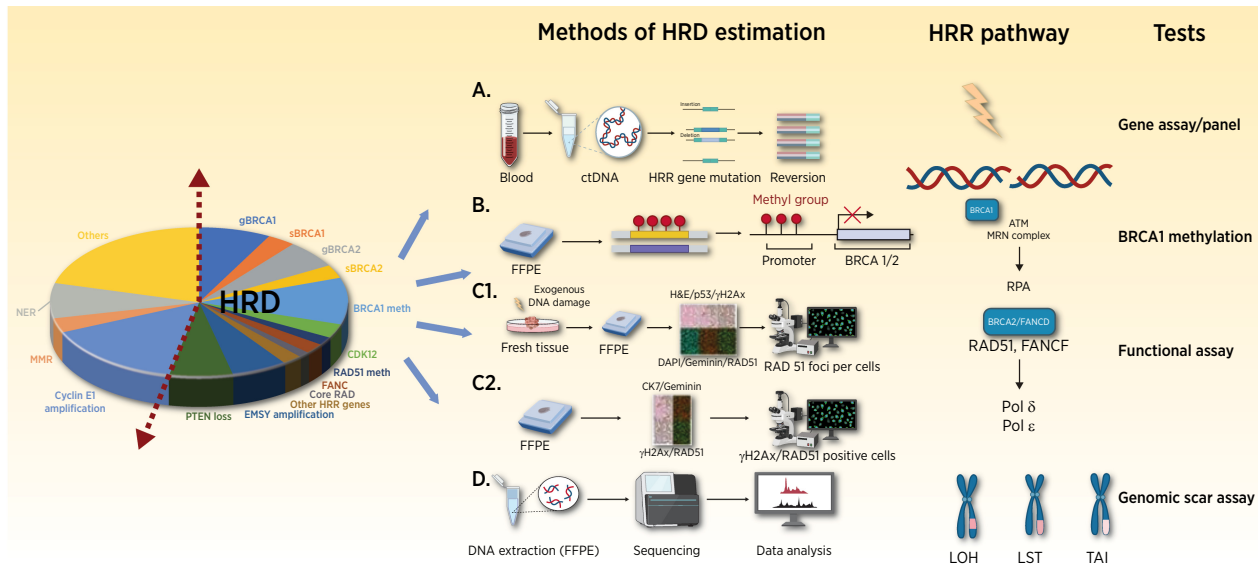 Methods of HRD estimation
HRR pathway
Tests
A.
Insertion
Deletion
Blood
ctDNA
HRR gene mutation
Reversion
Gene assay/panel
B.
Methyl group
FFPE
Promoter
BRCA 1/2
BRCA1
ATM
MRN complex
RPA
BRCA1 methylation
C1.
Exogenous
DNA damage
H&E/p53/γH2Ax
Fresh tissue
FFPE
DAPI/Geminin/RAD51
RAD 51 foci per cells
BRCA2/FANCD
RAD51, FANCF
Functional assay
C2.
CK7/Geminin
FFPE
γH2Ax/RAD51
γH2Ax/RAD51 positive cells
Pol δ
Pol ε
D.
DNA extraction (FFPE)
Sequencing
Data analysis
LOH
LST
TAI
Genomic scar assay
HRD
gBRCA1
sBRCA1
gBRCA2
sBRCA2
BRCA1 meth
CDK12
RAD51 meth
FANC
Core RAD
Other HRR genes
EMSY amplification
PTEN loss
Cyclin E1
amplification
MMR
NER
Others